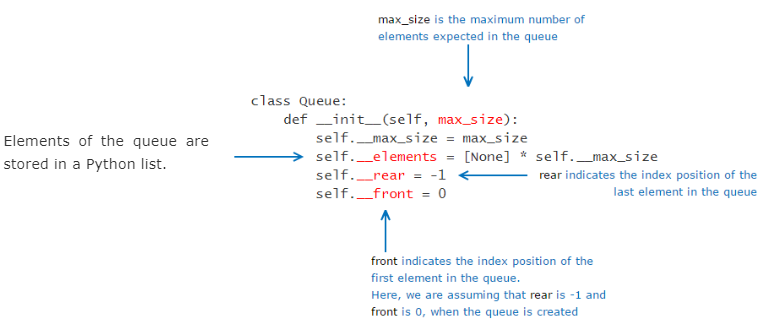 max_size is the maximum number of
elements expected in the queue
class Queue:
def __init__(self, max_size):
self.__max_size = max_size
Elements of the queue are
stored in a Python list.
self.__elements = [None] * self.__max_size
self.__rear = -1
rear indicates the index position of the
last element in the queue
self.__front = 0
front indicates the index position of the
first element in the queue.
Here, we are assuming that rear is -1 and
front is 0, when the queue is created